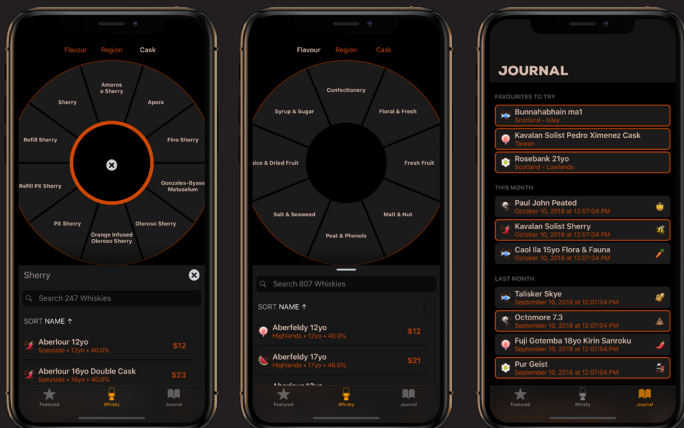 Flavour Region Cask
Amoros
o Sherry
Sherry
Apera
Refill Sherry
Fino Sherry
Refill PX Sherry
Gonzales-Byass
Matuselum
PX Sherry
Oloroso Sherry
Orange Infused
Oloroso Sherry
Sherry
Search 247 Whiskies
SORT NAME ↑
Aberlour 12yo
Speyside • 12yo • 40.0%
$12
Aberlour 16yo Double Cask
Speyside • 10yo • 40.0%
$23
Featured
Whisky
Journal
Flavour Region Cask
Confectionery
Syrup & Sugar
Floral & Fresh
pice & Dried Fruit
Fresh Fruit
Salt & Seaweed
Malt & Nut
Peat & Phenols
Search 807 Whiskies
SORT NAME ↑
Aberfeldy 12yo
Highlands • 12yo • 40.0%
$12
Aberfeldy 17yo
Highlands • 17yo • 46.0%
$21
Featured
Whisky
Journal
JOURNAL
FAVOURITES TO TRY
Bunnahabhain ma1
Scotland - Islay
Kavalan Solist Pedro Ximenez Cask
Taiwan
Rosebank 21yo
Scotland - Lowlands
THIS MONTH
Paul John Peated
October 10, 2018 at 12:07:04 PM
Kavalan Solist Sherry
October 10, 2018 at 12:07:04 PM
Caol Ila 15yo Flora & Fauna
October 10, 2018 at 12:07:04 PM
LAST MONTH
Talisker Skye
September 10, 2018 at 12:07:04 PM
Octomore 7.3
September 10, 2018 at 12:07:04 PM
Fuji Gotemba 18yo Kirin Sanroku
September 10, 2018 at 12:07:04 PM
Pur Geist
September 10, 2018 at 12:07:04 PM
Featured
Whisky
Journal